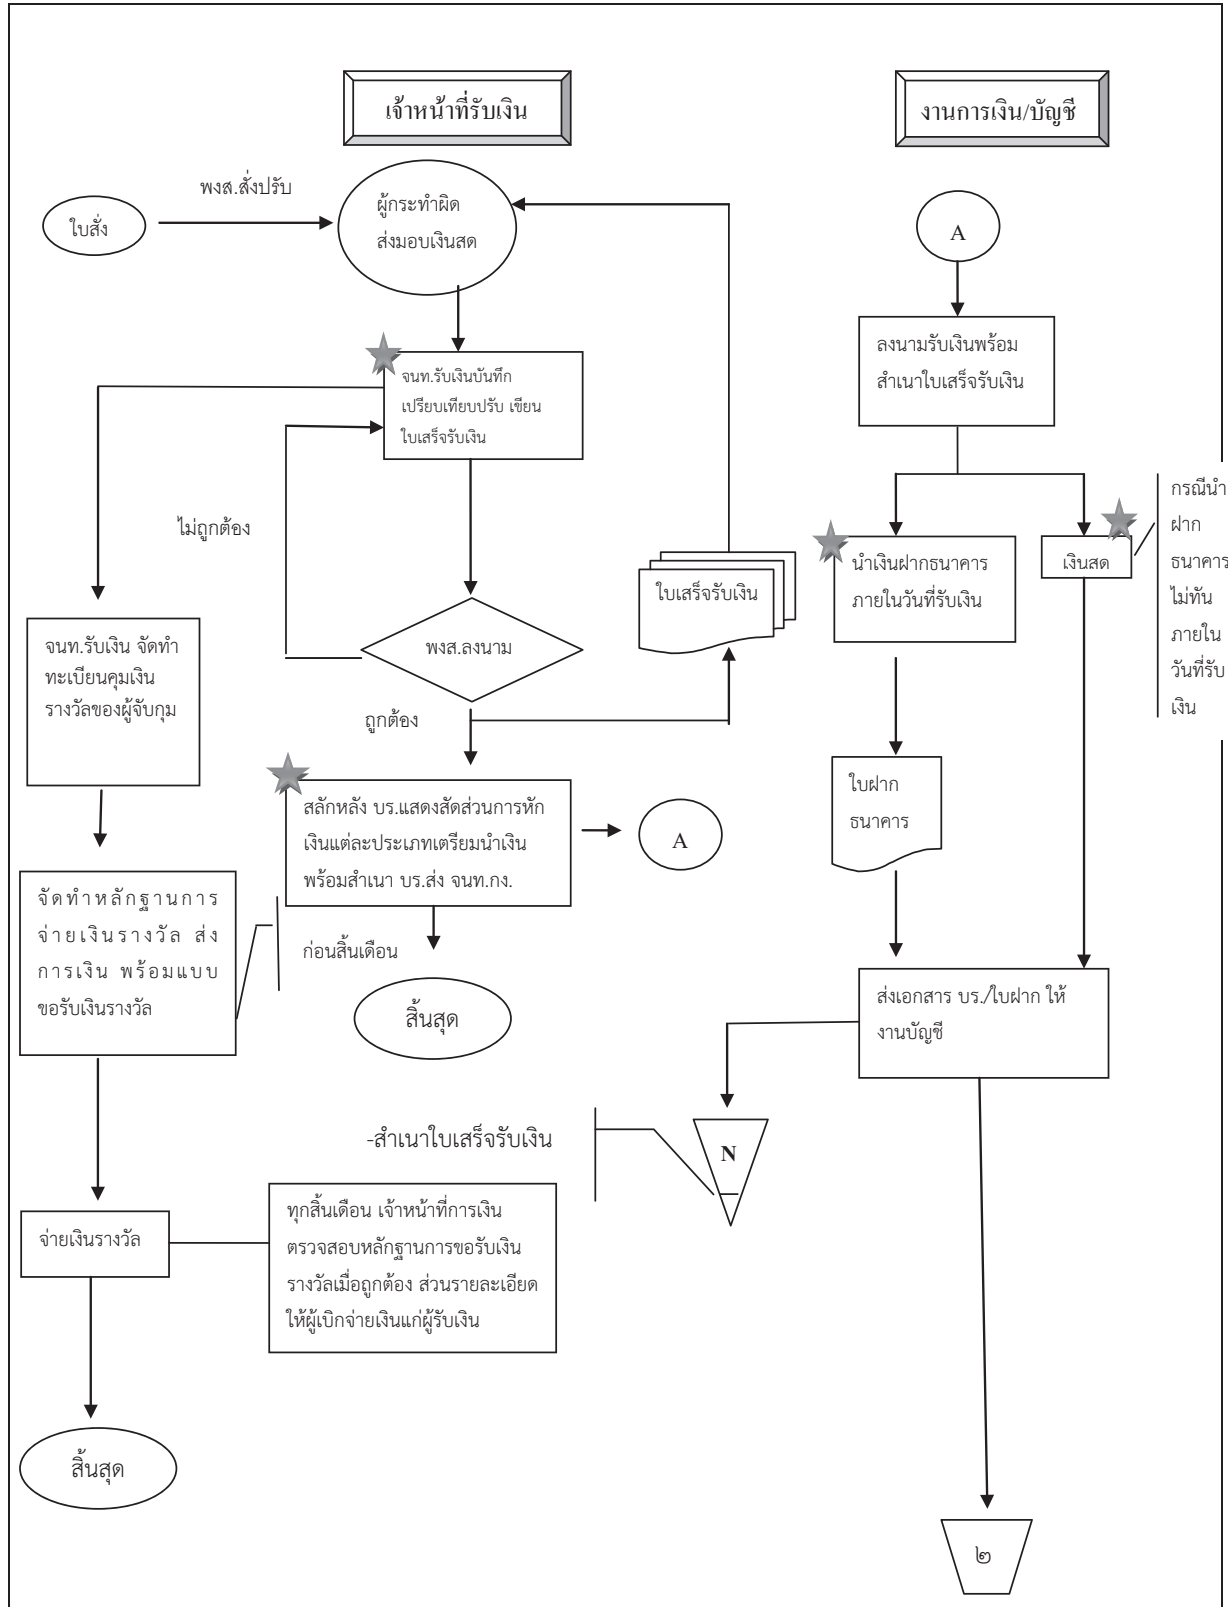 เจ้าหน้าที่รับเงิน
งานการเงิน/บัญชี
พงส.สั่งปรับ
ใบสั่ง
ผู้กระทำผิด
ส่งมอบเงินสด
A
ลงนามรับเงินพร้อม
สำเนาใบเสร็จรับเงิน
จนท.รับเงินบันทึก
เปรียบเทียบปรับ เขียน
ใบเสร็จรับเงิน
ไม่ถูกต้อง
ใบเสร็จรับเงิน
นำเงินฝากธนาคาร
ภายในวันที่รับเงิน
เงินสด
กรณีนำ
ฝาก
ธนาคาร
ไม่ทัน
ภายใน
วันที่รับ
เงิน
จนท.รับเงิน จัดทำ
ทะเบียนคุมเงิน
รางวัลของผู้จับกุม
พงส.ลงนาม
ถูกต้อง
สลักหลัง บร.แสดงสัดส่วนการหัก
เงินแต่ละประเภทเตรียมนำเงิน
พร้อมสำเนา บร.ส่ง จนท.กง.
A
ใบฝาก
ธนาคาร
จัดทำหลักฐานการ
จ่ายเงินรางวัล ส่ง
การเงิน พร้อมแบบ
ขอรับเงินรางวัล
ก่อนสิ้นเดือน
สิ้นสุด
ส่งเอกสาร บร./ใบฝาก ให้
งานบัญชี
-สำเนาใบเสร็จรับเงิน
N
จ่ายเงินรางวัล
ทุกสิ้นเดือน เจ้าหน้าที่การเงิน
ตรวจสอบหลักฐานการขอรับเงิน
รางวัลเมื่อถูกต้อง ส่วนรายละเอียด
ให้ผู้เบิกจ่ายเงินแก่ผู้รับเงิน
สิ้นสุด
๒